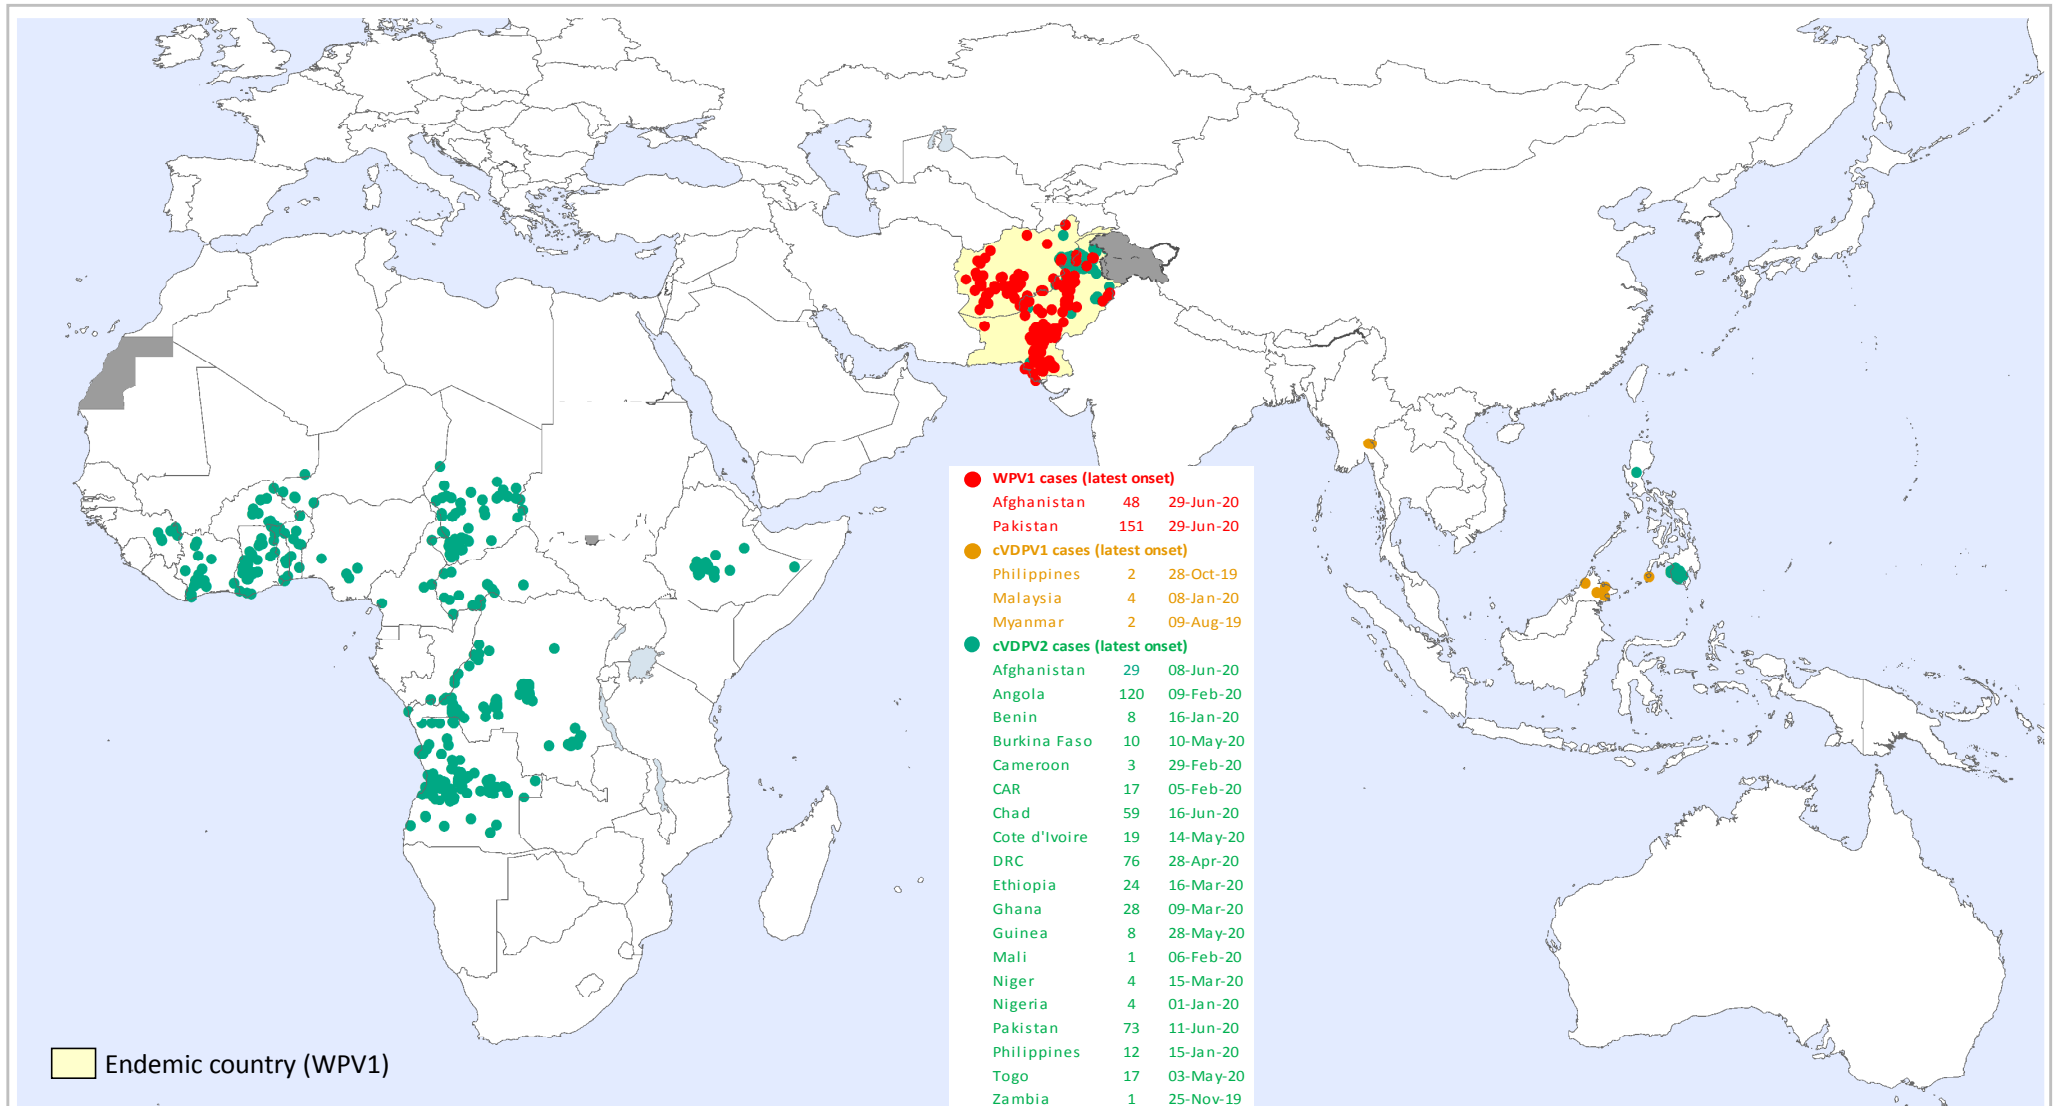 WPV1 cases (latest onset)
Afghanistan 48 29-Jun-20
Pakistan 151 29-Jun-20
cVDPV1 cases (latest onset)
Philippines 2 28-Oct-19
Malaysia 4 08-Jan-20
Myanmar 2 09-Aug-19
cVDPV2 cases (latest onset)
Afghanistan 29 08-Jun-20
Angola 120 09-Feb-20
Benin 8 16-Jan-20
Burkina Faso 10 10-May-20
Cameroon 3 29-Feb-20
CAR 17 05-Feb-20
Chad 59 16-Jun-20
Cote d'Ivoire 19 14-May-20
DRC 76 28-Apr-20
Ethiopia 24 16-Mar-20
Ghana 28 09-Mar-20
Guinea 8 28-May-20
Mali 1 06-Feb-20
Niger 4 15-Mar-20
Nigeria 4 01-Jan-20
Pakistan 73 11-Jun-20
Philippines 12 15-Jan-20
Togo 17 03-May-20
Zambia 1 25-Nov-19
Endemic country (WPV1)